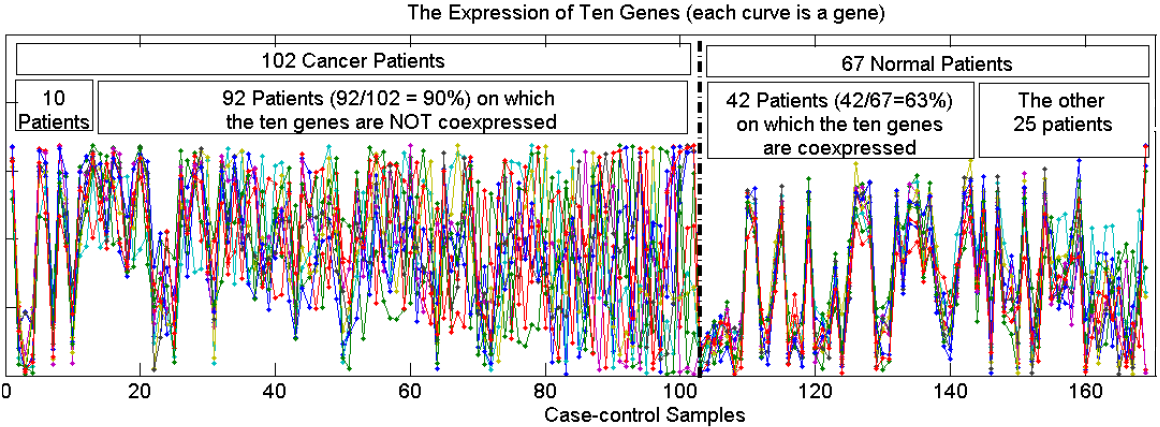 The Expression of Ten Genes (each curve is a gene)
102 Cancer Patients
67 Normal Patients
10
Patients
92 Patients (92/102 = 90%) on which
the ten genes are NOT coexpressed
42 Patients (42/67=63%)
on which the ten genes
are coexpressed
The other
25 patients
0 20 40 60 80 100 120 140 160
Case-control Samples